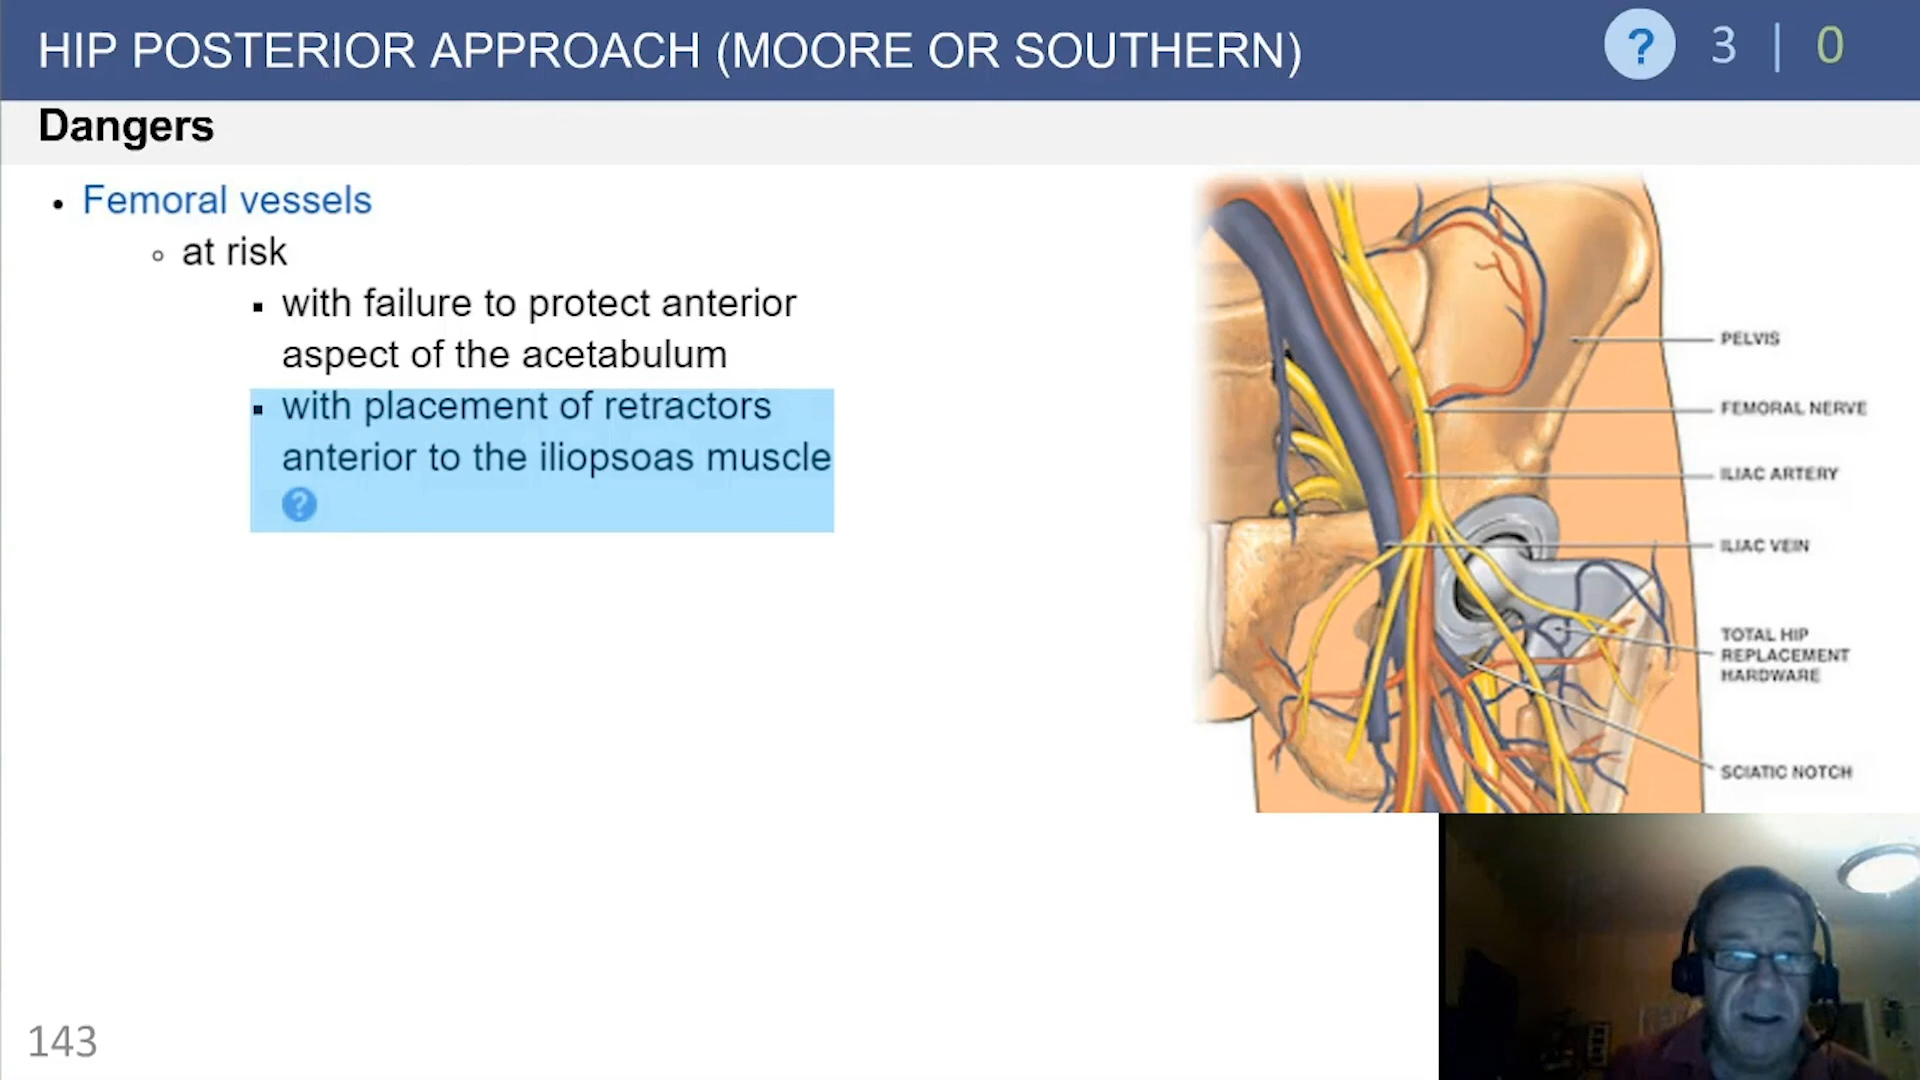 HIP POSTERIOR APPROACH (MOORE OR SOUTHERN)
? 3 | 0
Dangers
• Femoral vessels
◦ at risk
▪ with failure to protect anterior
aspect of the acetabulum
▪ with placement of retractors
anterior to the iliopsoas muscle
?
PELVIS
FEMORAL NERVE
ILIAC ARTERY
ILIAC VEIN
TOTAL HIP
REPLACEMENT
HARDWARE
SCIATIC NOTCH
143